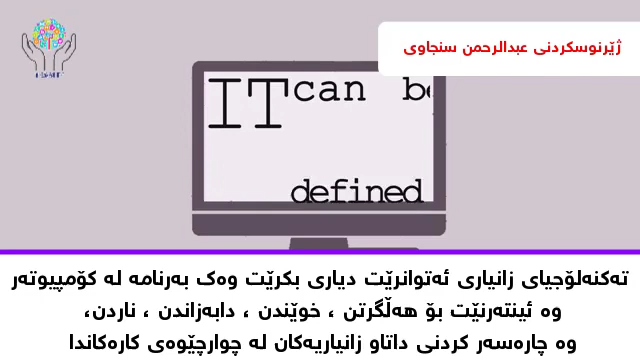 ژێرنوسکردنی عبدالرحمن سنجاوی
IT can be
defined
تەکنەلۆجیای زانیاری ئەتوانرێت دیاری بکرێت وەک بەرنامە لە کۆمپیوتەر
وە ئینتەرنێت بۆ هەڵگرتن ، خوێندن ، دابەزاندن ، ناردن،
وە چارەسەر کردنی داتاو زانیاریەکان لە چوارچێوەی کارەکاندا